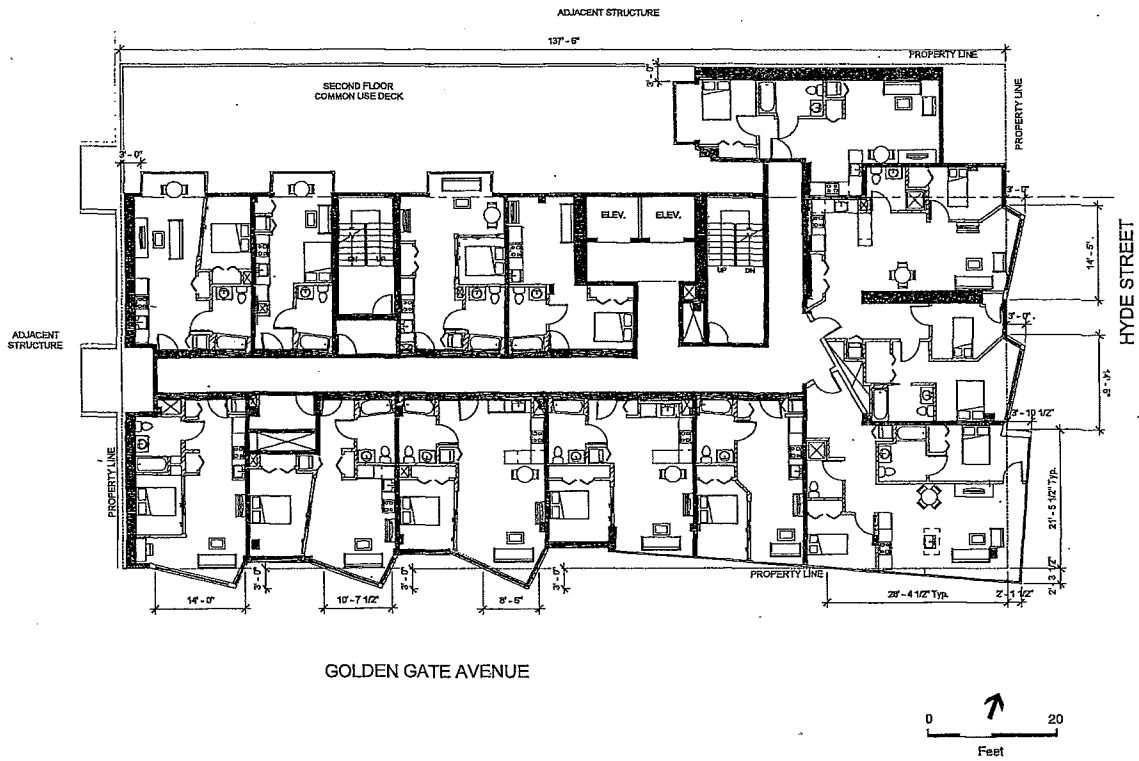 ADJACENT STRUCTURE
137' - 6"
PROPERTY LINE
SECOND FLOOR
COMMON USE DECK
3' - 0"
PROPERTY LINE
3' - 0"
3' - 0"
ELEV.
ELEV.
14' - 5"
HYDE STREET
DN
UP
UP
DN
ADJACENT
STRUCTURE
3' - 0"
3' - 10 1/2"
PROPERTY LINE
21' - 5 1/2" Typ.
PROPERTY LINE
3' - 0"
3' - 0"
3' - 0"
14' - 0"
10' - 7 1/2"
8' - 6"
28' - 4 1/2" Typ.
2' - 1 1/2"
2' - 3 1/2"
GOLDEN GATE AVENUE
0
20
Feet